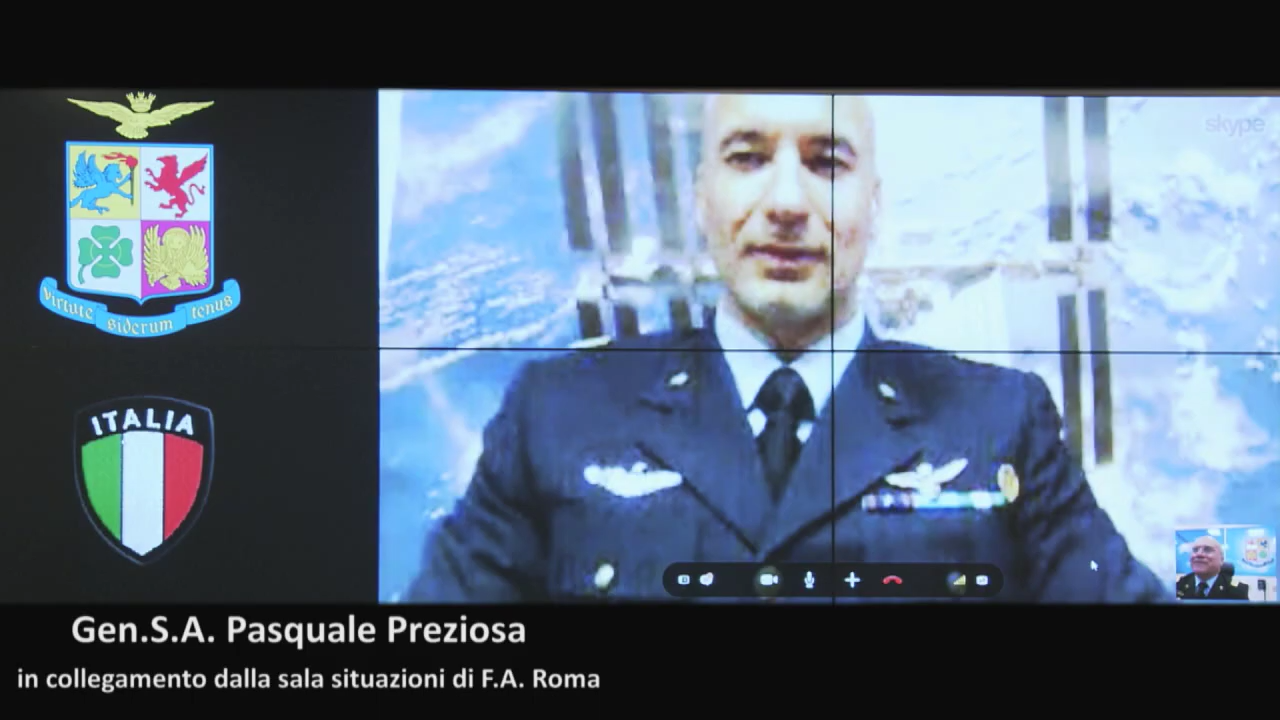 skype
Virtute siderum tenus
ITALIA
Gen.S.A. Pasquale Preziosa
in collegamento dalla sala situazioni di F.A. Roma